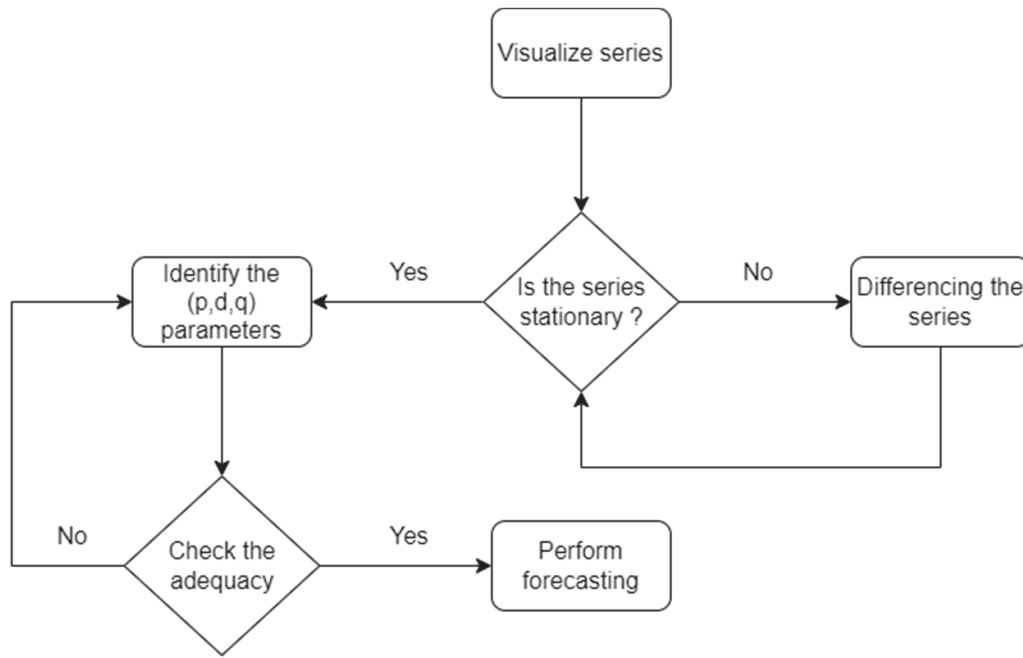 Visualize series
Identify the
(p,d,q)
parameters
Yes
Is the series
stationary ?
No
Differencing the
series
No
Check the
adequacy
Yes
Perform
forecasting